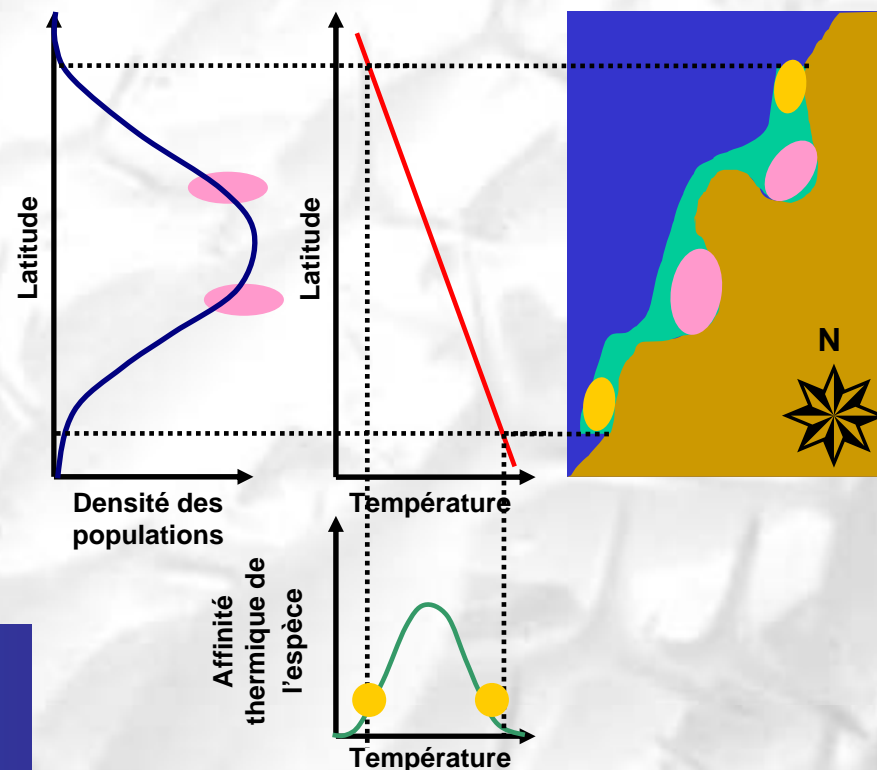 Latitude
Densité des
populations
Latitude
Température
N
Affinité
thermique de
l'espèce
Température